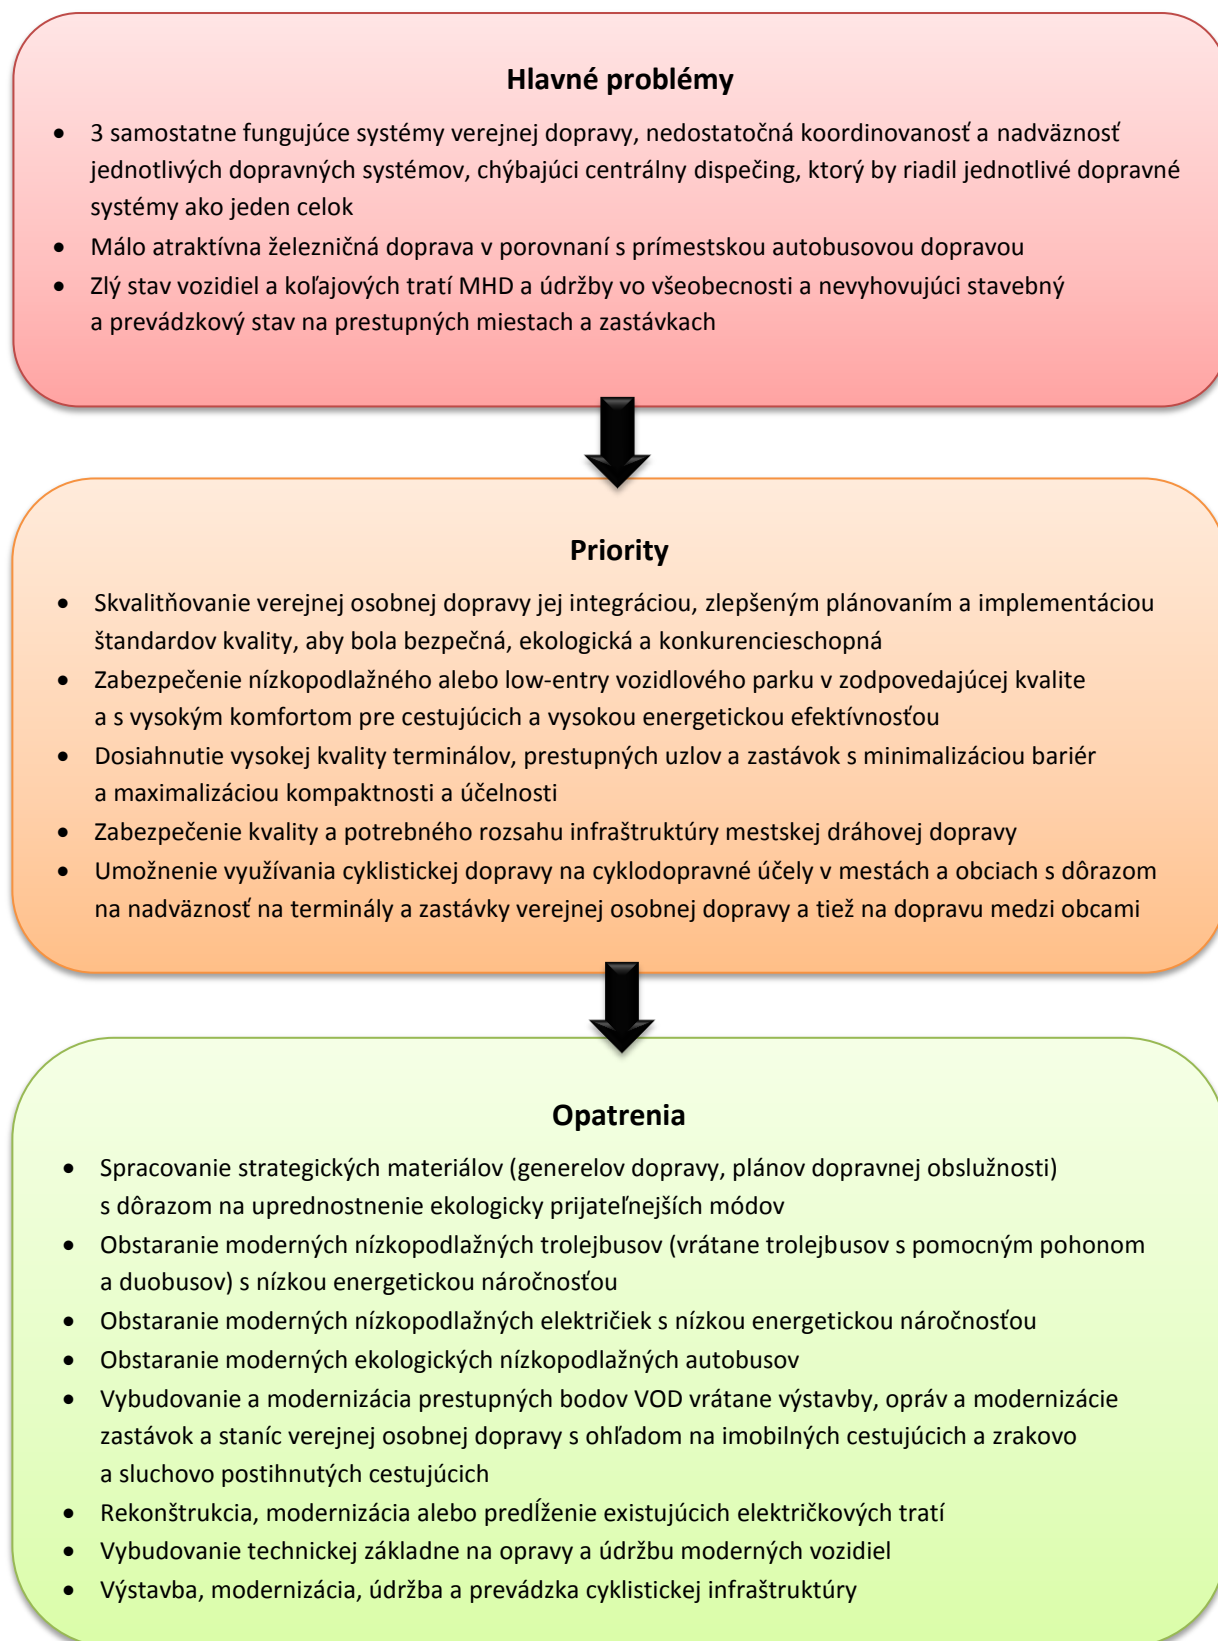 Hlavné problémy
• 3 samostatne fungujúce systémy verejnej dopravy, nedostatočná koordinovanosť a nadväznosť
jednotlivých dopravných systémov, chýbajúci centrálny dispečing, ktorý by riadil jednotlivé dopravné
systémy ako jeden celok
• Málo atraktívna železničná doprava v porovnaní s prímestskou autobusovou dopravou
• Zlý stav vozidiel a koľajových tratí MHD a údržby vo všeobecnosti a nevyhovujúci stavebný
a prevádzkový stav na prestupných miestach a zastávkach
Priority
• Skvalitňovanie verejnej osobnej dopravy jej integráciou, zlepšeným plánovaním a implementáciou
štandardov kvality, aby bola bezpečná, ekologická a konkurencieschopná
• Zabezpečenie nízkopodlažného alebo low-entry vozidlového parku v zodpovedajúcej kvalite
a s vysokým komfortom pre cestujúcich a vysokou energetickou efektívnosťou
• Dosiahnutie vysokej kvality terminálov, prestupných uzlov a zastávok s minimalizáciou bariér
a maximalizáciou kompaktnosti a účelnosti
• Zabezpečenie kvality a potrebného rozsahu infraštruktúry mestskej dráhovej dopravy
• Umožnenie využívania cyklistickej dopravy na cyklodopravné účely v mestách a obciach s dôrazom
na nadväznosť na terminály a zastávky verejnej osobnej dopravy a tiež na dopravu medzi obcami
Opatrenia
• Spracovanie strategických materiálov (generelov dopravy, plánov dopravnej obslužnosti)
s dôrazom na uprednostnenie ekologicky prijateľnejších módov
• Obstaranie moderných nízkopodlažných trolejbusov (vrátane trolejbusov s pomocným pohonom
a duobusov) s nízkou energetickou náročnosťou
• Obstaranie moderných nízkopodlažných električiek s nízkou energetickou náročnosťou
• Obstaranie moderných ekologických nízkopodlažných autobusov
• Vybudovanie a modernizácia prestupných bodov VOD vrátane výstavby, opráv a modernizácie
zastávok a staníc verejnej osobnej dopravy s ohľadom na imobilných cestujúcich a zrakovo
a sluchovo postihnutých cestujúcich
• Rekonštrukcia, modernizácia alebo predĺženie existujúcich električkových tratí
• Vybudovanie technickej základne na opravy a údržbu moderných vozidiel
• Výstavba, modernizácia, údržba a prevádzka cyklistickej infraštruktúry